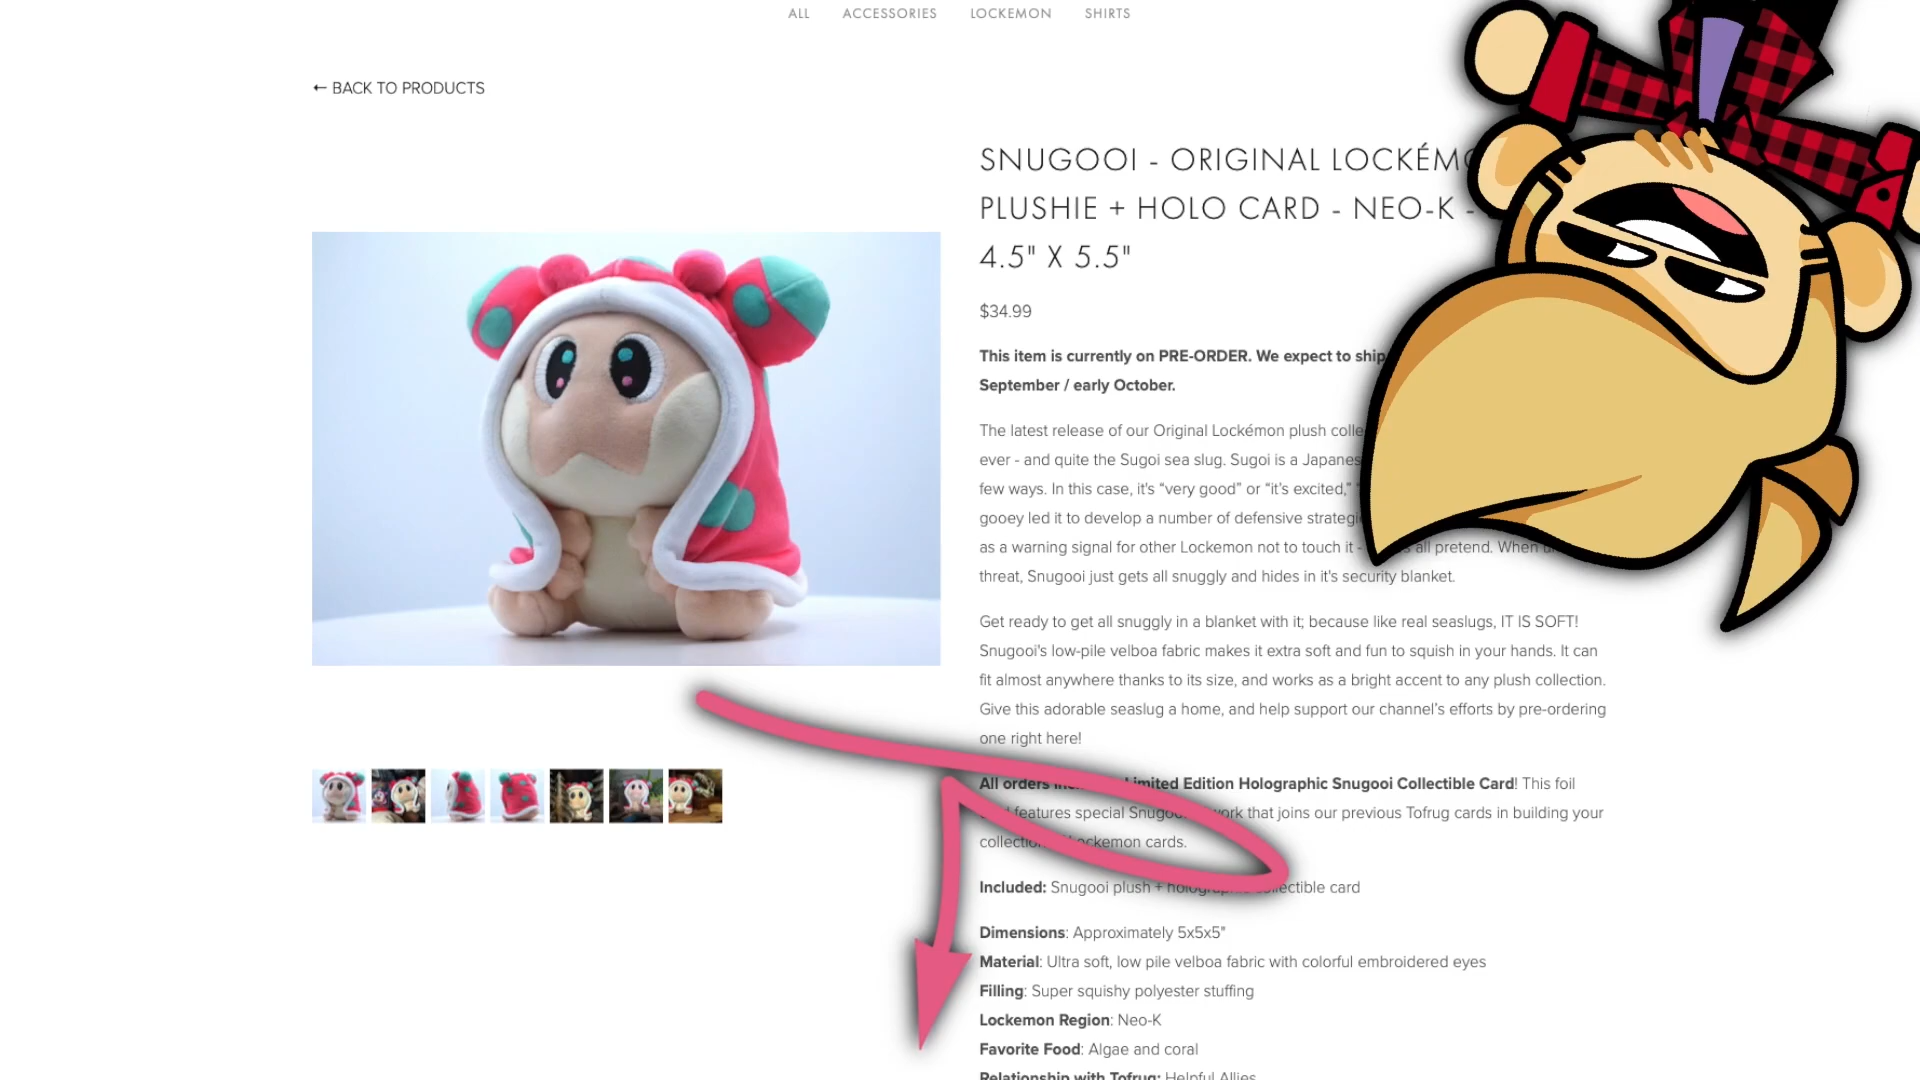 ALL ACCESSORIES LOCKEMON SHIRTS
← BACK TO PRODUCTS
SNUGOOI - ORIGINAL LOCKÉMO
PLUSHIE + HOLO CARD - NEO-K -
4.5" X 5.5"
$34.99
This item is currently on PRE-ORDER. We expect to ship
September / early October.
The latest release of our Original Lockémon plush
ever - and quite the Sugoi sea slug. Sugoi is a
few ways. In this case, it's “very good” or “it’s excited,”
gooey led it to develop a number of defensive
as a warning signal for other Lockemon not to touch it - all pretend. When
threat, Snugooi just gets all snuggly and hides in it's security blanket.
Get ready to get all snuggly in a blanket with it; because like real seaslugs, IT IS SOFT!
Snugooi's low-pile velboa fabric makes it extra soft and fun to squish in your hands. It can
fit almost anywhere thanks to its size, and works as a bright accent to any plush collection.
Give this adorable seaslug a home, and help support our channel’s efforts by pre-ordering
one right here!
All orders Limited Edition Holographic Snugooi Collectible Card! This foil
features special work that joins our previous Tofrug cards in building your
cards.
Included: Snugooi plush + holographic collectible card
Dimensions: Approximately 5x5x5"
Material: Ultra soft, low pile velboa fabric with colorful embroidered eyes
Filling: Super squishy polyester stuffing
Lockemon Region: Neo-K
Favorite Food: Algae and coral
Relationship with Tofrug: Helpful Allies